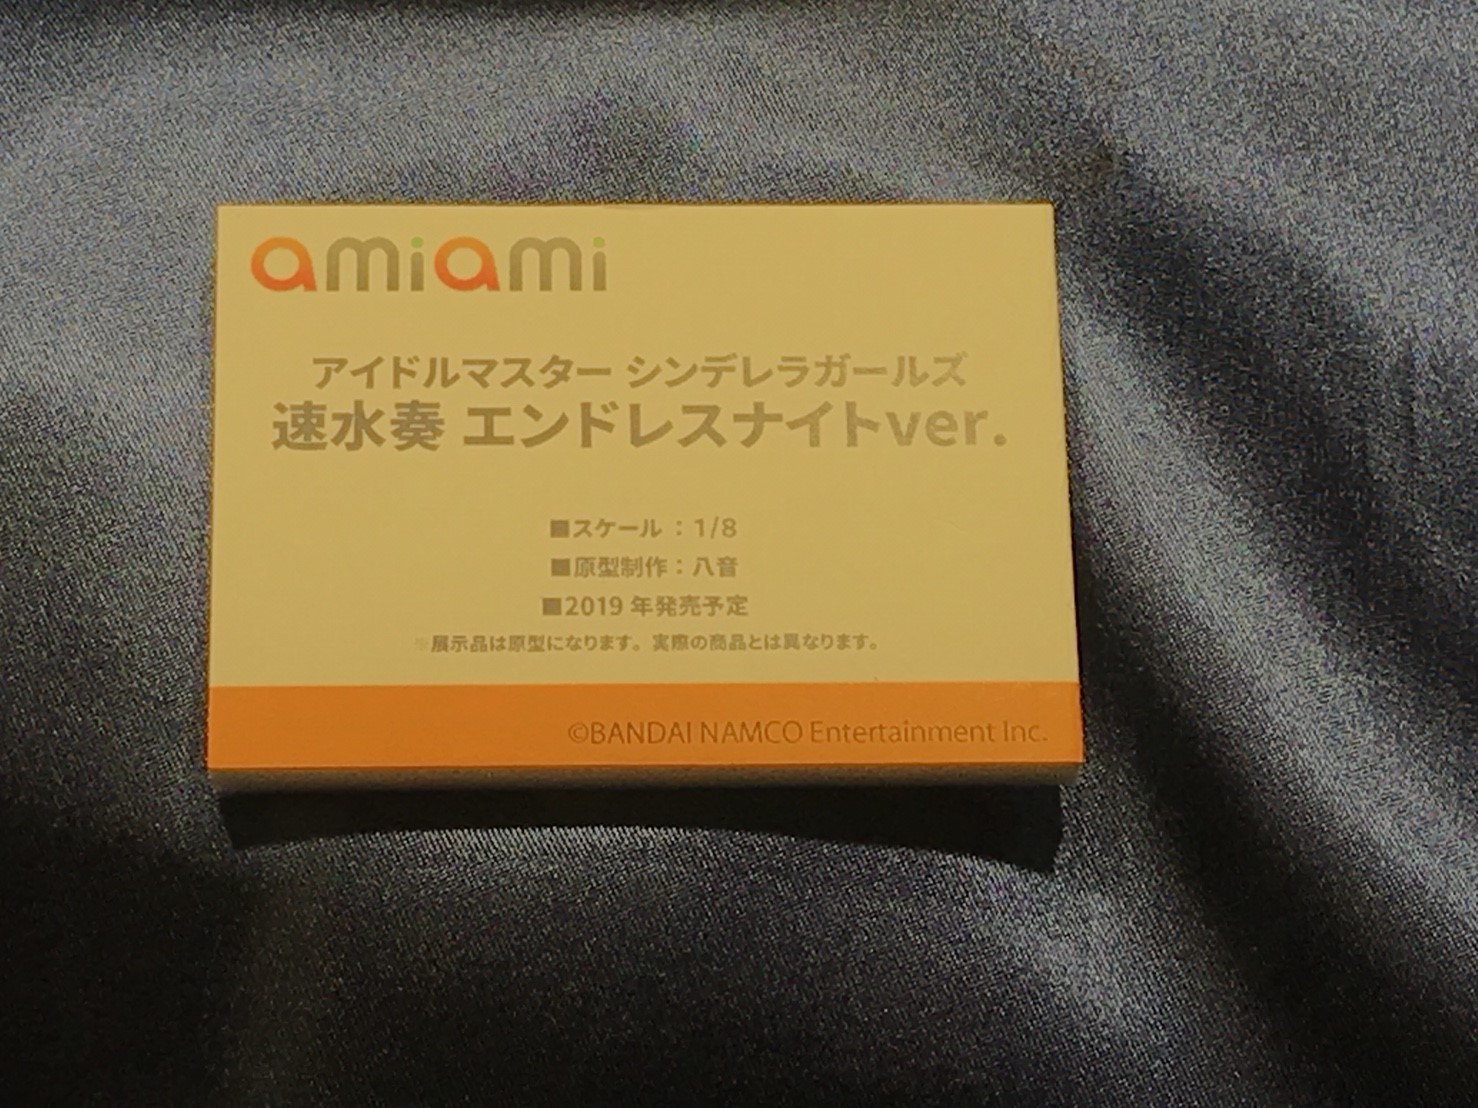 amiami
アイドルマスター シンデレラガールズ
速水奏 エンドレスナイトver.
■スケール：1/8
■原型制作：八音
■2019年発売予定
※展示品は原型になります。実際の商品とは異なります。
©BANDAI NAMCO Entertainment Inc.